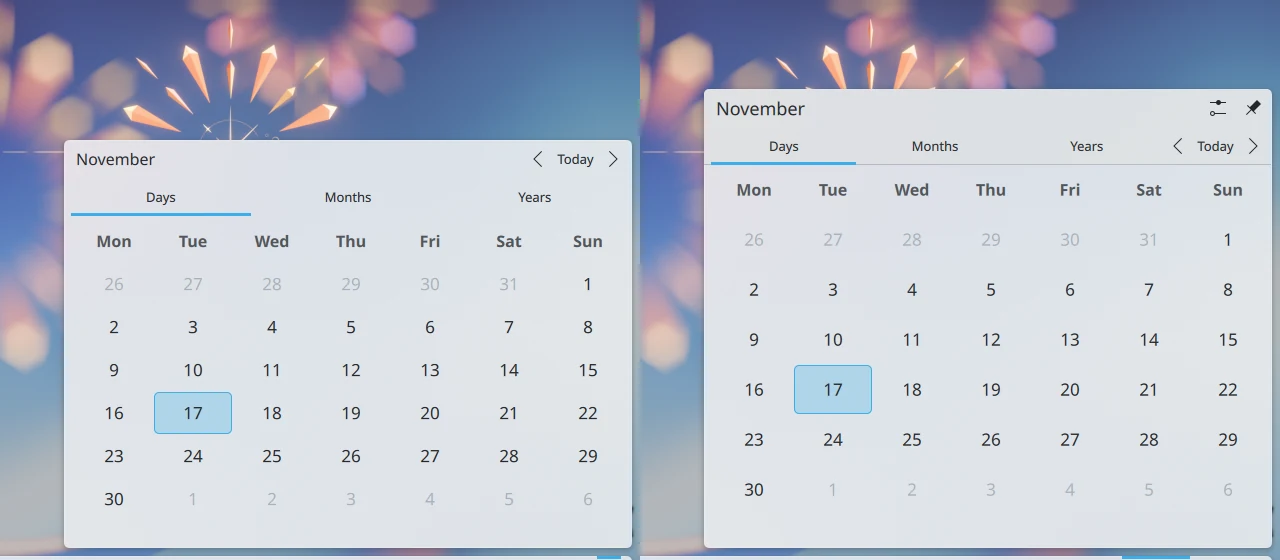 November Today
Days Months Years
Mon Tue Wed Thu Fri Sat Sun
26 27 28 29 30 31 1
2 3 4 5 6 7 8
9 10 11 12 13 14 15
16 17 18 19 20 21 22
23 24 25 26 27 28 29
30 1 2 3 4 5 6
November
Days Months Years Today
Mon Tue Wed Thu Fri Sat Sun
26 27 28 29 30 31 1
2 3 4 5 6 7 8
9 10 11 12 13 14 15
16 17 18 19 20 21 22
23 24 25 26 27 28 29
30 1 2 3 4 5 6